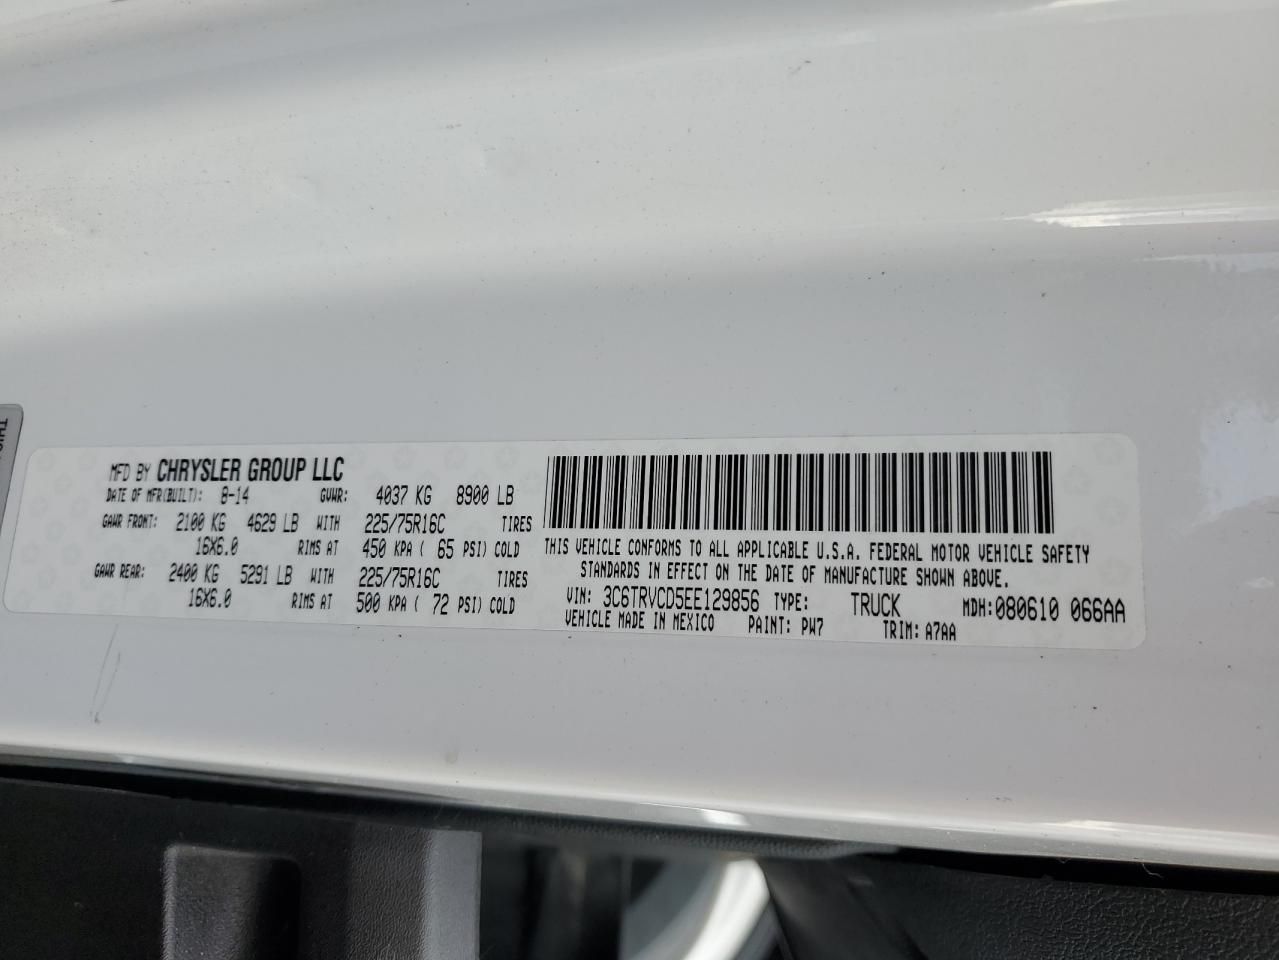 MFD BY CHRYSLER GROUP LLC
DATE OF MFR(BUILT): 8-14 GVWR: 4037 KG 8900 LB
GAWR FRONT: 2100 KG 4629 LB WITH 225/75R16C TIRES
16X6.0 RIMS AT 450 KPA ( 65 PSI) COLD
GAWR REAR: 2400 KG 5291 LB WITH 225/75R16C TIRES
16X6.0 RIMS AT 500 KPA ( 72 PSI) COLD
THIS VEHICLE CONFORMS TO ALL APPLICABLE U.S.A. FEDERAL MOTOR VEHICLE SAFETY
STANDARDS IN EFFECT ON THE DATE OF MANUFACTURE SHOWN ABOVE.
VIN: 3C6TRVCD5EE129856 TYPE: TRUCK MDH:080610 066AA
VEHICLE MADE IN MEXICO PAINT: PW7 TRIM: A7AA